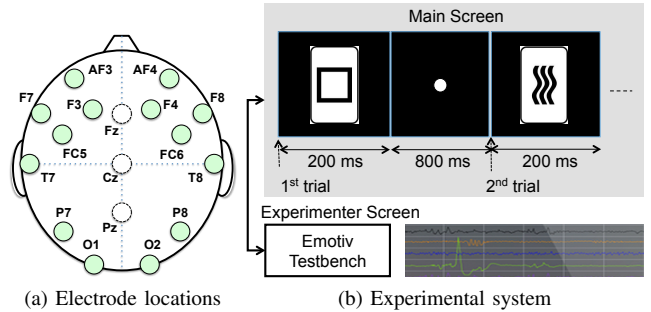 AF3 AF4
F7 F3 F4 F8
Fz
FC5 FC6
T7 Cz T8
Pz
P7 P8
O1 O2
(a) Electrode locations
Main Screen
200 ms 800 ms 200 ms
1st trial 2nd trial
Experimenter Screen
Emotiv
Testbench
(b) Experimental system